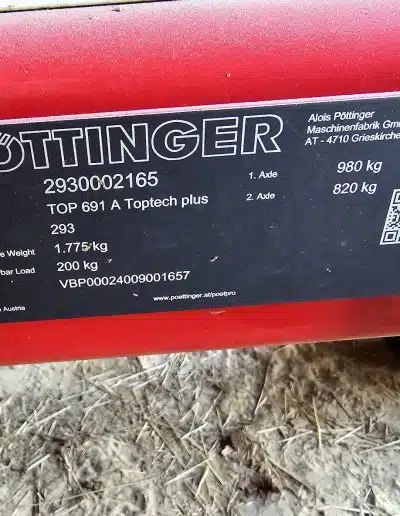 ÖTTINGER
Alois Pöttinger
Maschinenfabrik Gm
AT - 4710 Grieskirche
2930002165
1. Axle 980 kg
TOP 691 A Toptech plus
2. Axle 820 kg
293
e Weight 1.775 kg
bar Load 200 kg
VBP00024009001657
Austria
www.poettinger.at/poetpro